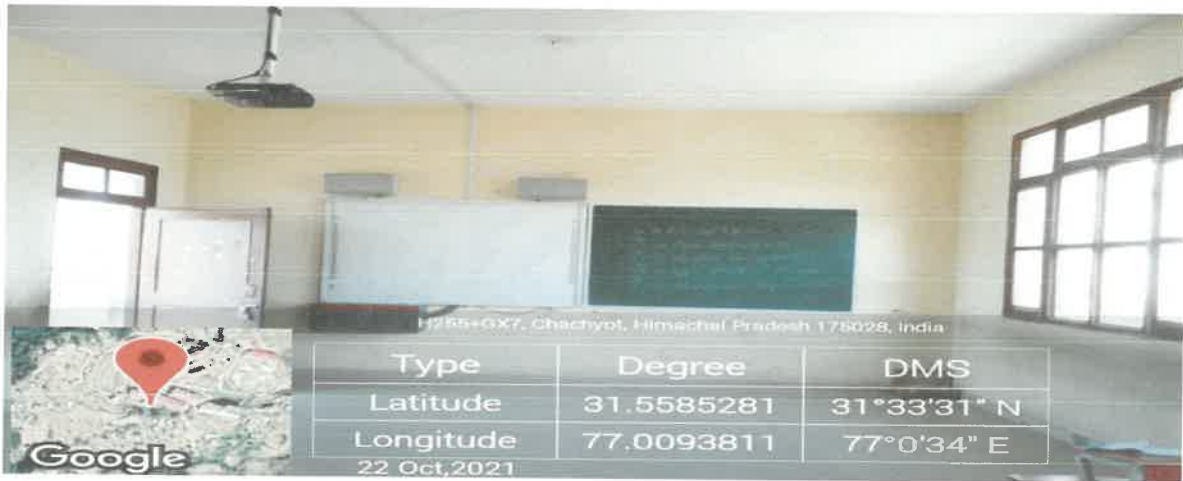 H255+GX7, Chachyot, Himachal Pradesh 175028, India
Type Degree DMS
Latitude 31.5585281 31°33'31" N
Longitude 77.0093811 77°0'34" E
22 Oct,2021
Google